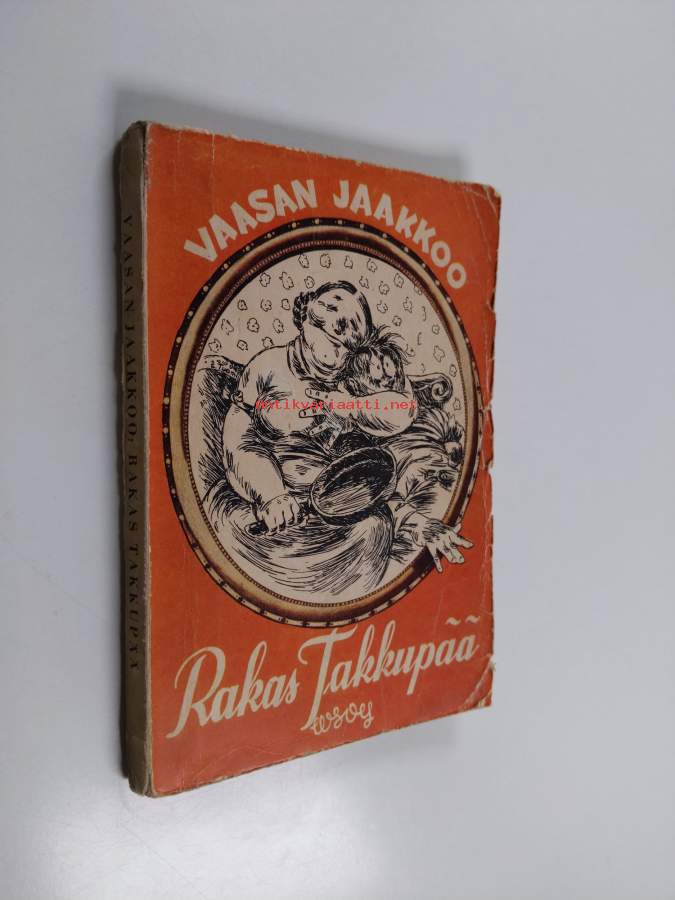 VAASAN JAAKKOO
Rakas Takkupää
wsoy
VAASAN JAAKKOO, RAKAS TAKKUPÄÄ
antikvariaatti.net